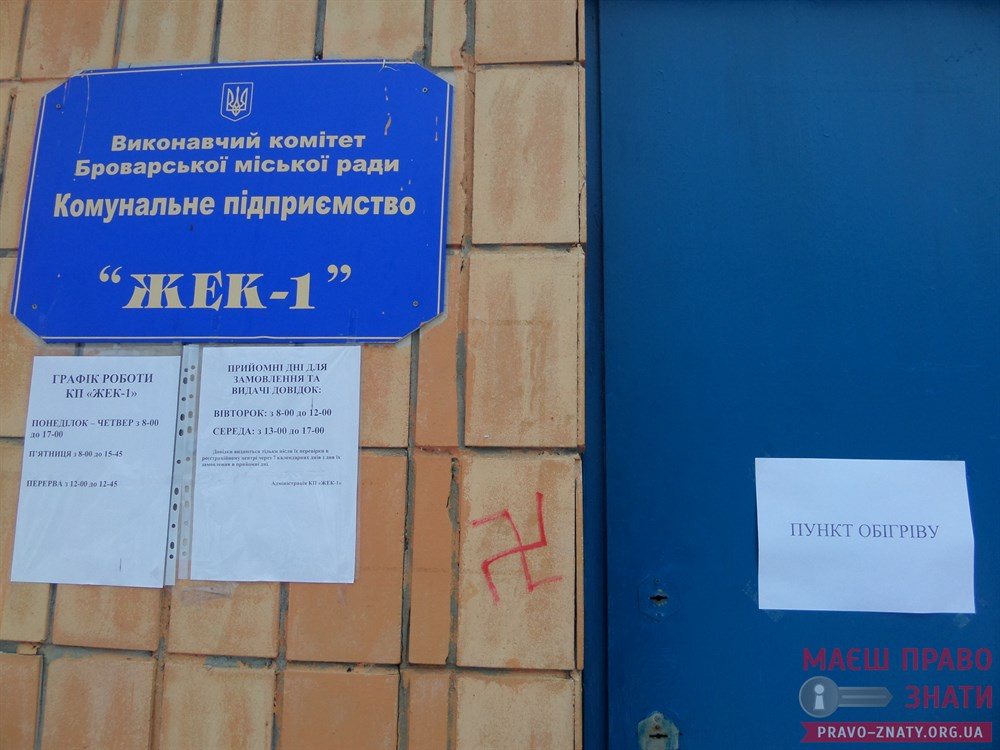 Виконавчий комітет
Броварської міської ради
Комунальне підприємство
“ЖЕК-1”
ГРАФІК РОБОТИ
КП «ЖЕК-1»
ПОНЕДІЛОК – ЧЕТВЕР з 8-00
до 17-00
П'ЯТНИЦЯ з 8-00 до 15-45
ПЕРЕРВА з 12-00 до 12-45
ПРИЙОМНІ ДНІ ДЛЯ
ЗАМОВЛЕННЯ ТА
ВИДАЧІ ДОВІДОК:
ВІВТОРОК: з 8-00 до 12-00
СЕРЕДА: з 13-00 до 17-00
Довідки видаються тільки після їх перевірки в
реєстраційному центрі через 7 календарних днів з дня їх
замовлення в прийомні дні.
Адміністрація КП «ЖЕК-1»
ПУНКТ ОБІГРІВУ
МАЄШ ПРАВО
ЗНАТИ
PRAVO-ZNATY.ORG.UA